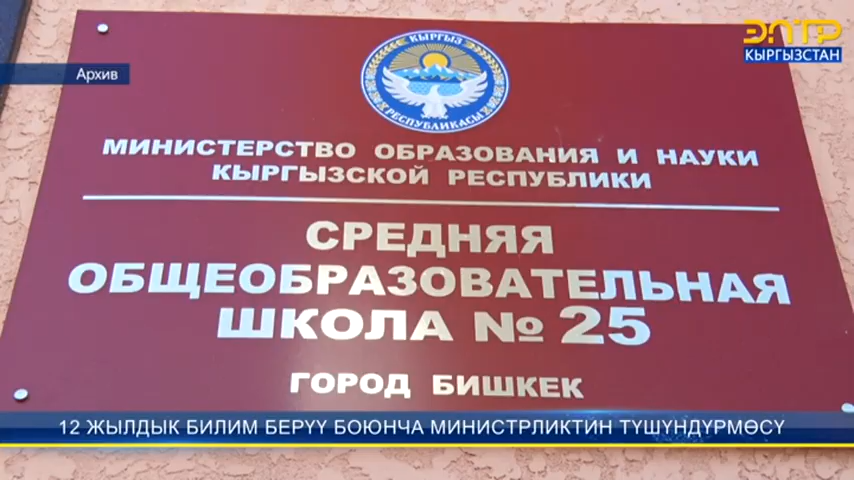 ЭЛТР
КЫРГЫЗСТАН
Архив
КЫРГЫЗ
РЕСПУБЛИКАСЫ
МИНИСТЕРСТВО ОБРАЗОВАНИЯ И НАУКИ
КЫРГЫЗСКОЙ РЕСПУБЛИКИ
СРЕДНЯЯ
ОБЩЕОБРАЗОВАТЕЛЬНАЯ
ШКОЛА № 25
ГОРОД БИШКЕК
12 ЖЫЛДЫК БИЛИМ БЕРҮҮ БОЮНЧА МИНИСТРЛИКТИН ТҮШҮНДҮРМӨСҮ